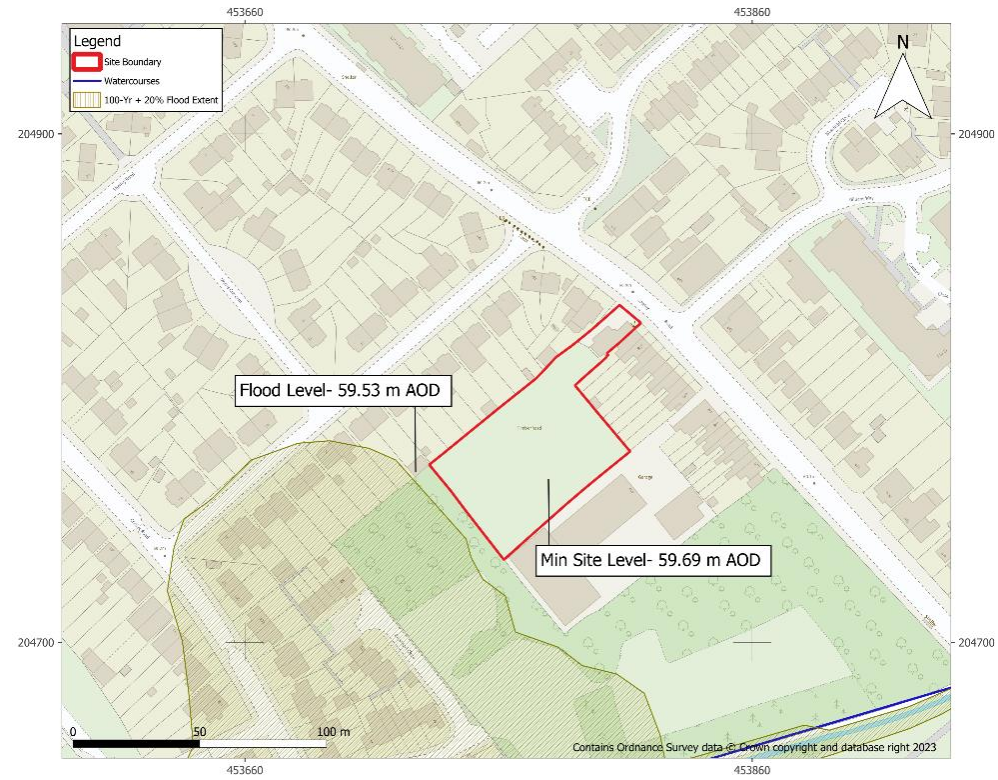 453660
453860
Legend
Site Boundary
Watercourses
100-Yr + 20% Flood Extent
N
204900
204900
Flood Level- 59.53 m AOD
Garage
Min Site Level- 59.69 m AOD
204700
204700
0
50
100 m
Contains Ordnance Survey data © Crown copyright and database right 2023
453660
453860